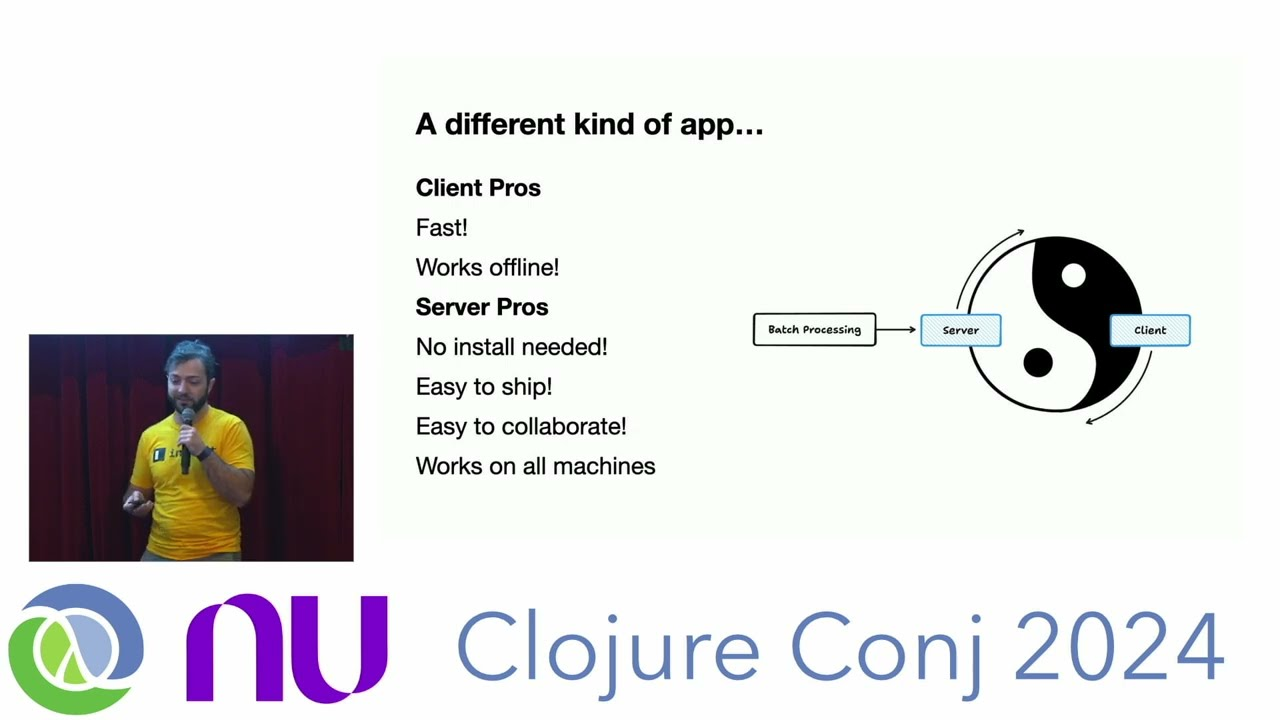 A different kind of app...
Client Pros
Fast!
Works offline!
Server Pros
No install needed!
Easy to ship!
Easy to collaborate!
Works on all machines
Batch Processing
Server
Client
nu
Clojure Conj 2024